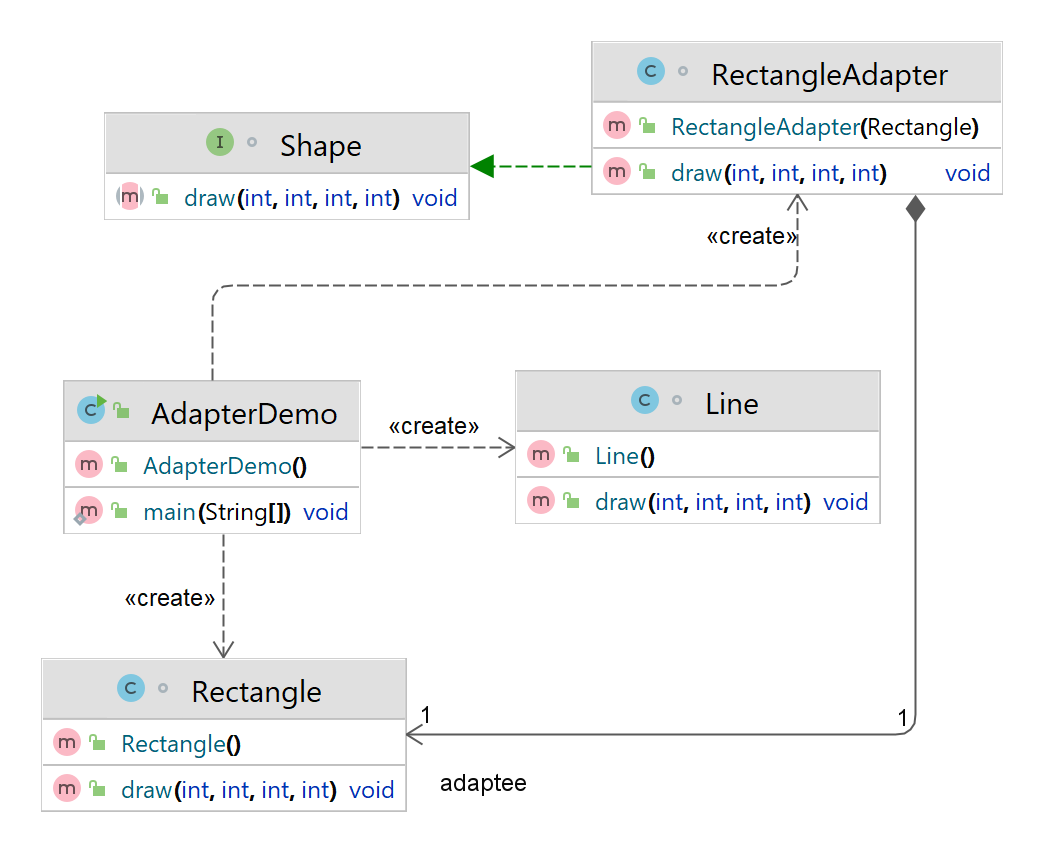 C RectangleAdapter
m RectangleAdapter(Rectangle)
m draw(int, int, int, int) void
I Shape
m draw(int, int, int, int) void
«create»
C AdapterDemo
m AdapterDemo()
m main(String[]) void
«create»
C Line
m Line()
m draw(int, int, int, int) void
«create»
C Rectangle
m Rectangle()
m draw(int, int, int, int) void
1
1
adaptee